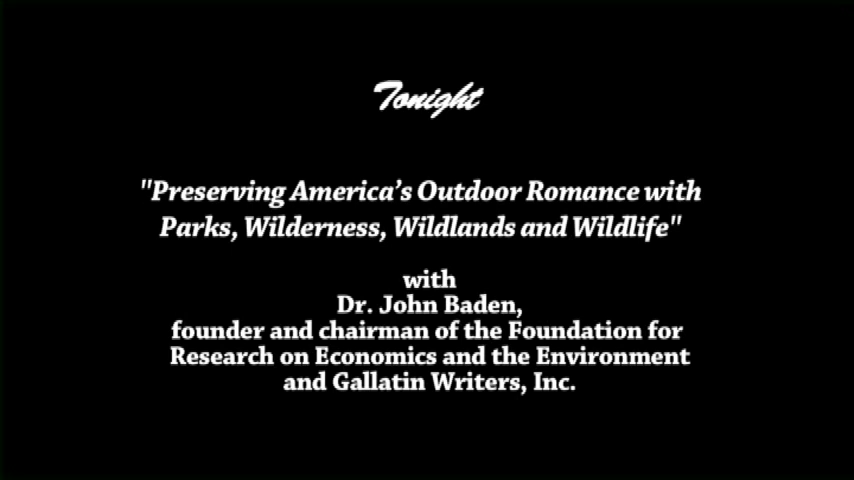 Tonight
"Preserving America's Outdoor Romance with
Parks, Wilderness, Wildlands and Wildlife"
with
Dr. John Baden,
founder and chairman of the Foundation for
Research on Economics and the Environment
and Gallatin Writers, Inc.